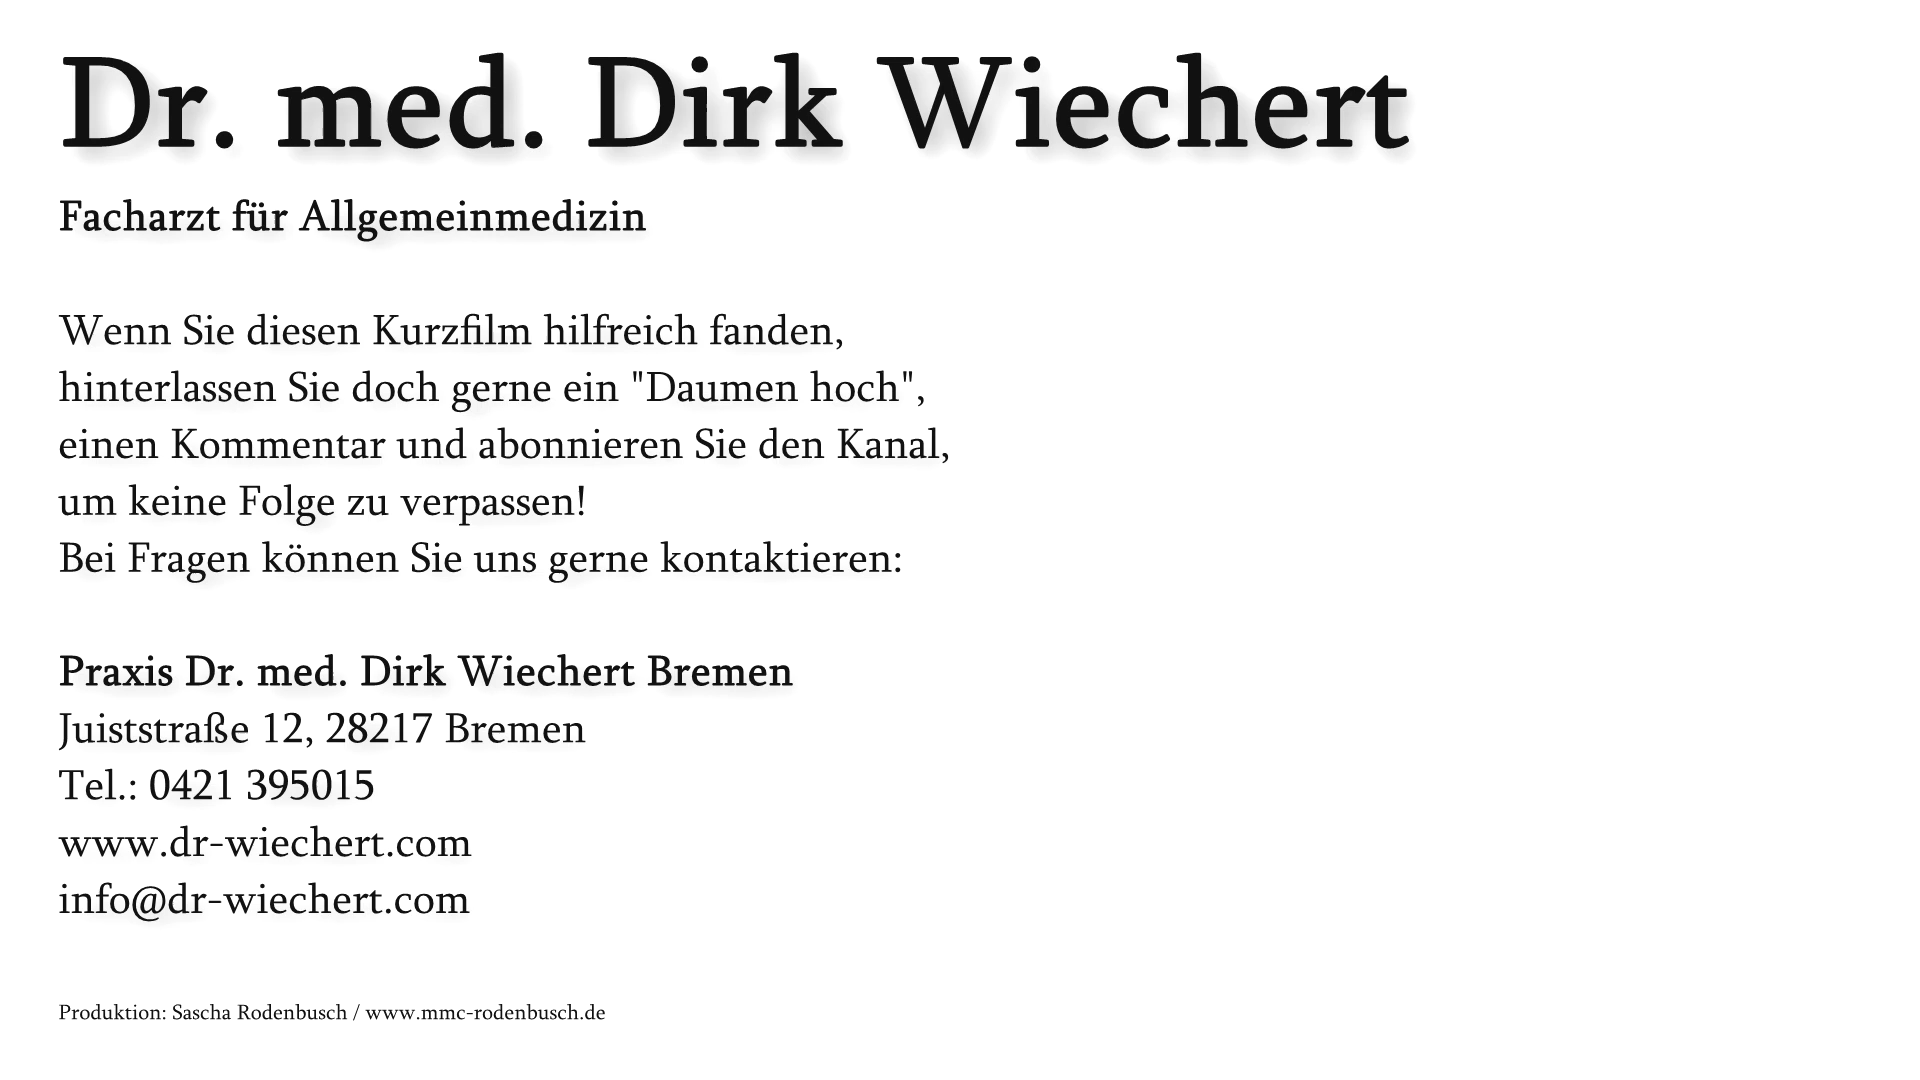 Dr. med. Dirk Wiechert
Facharzt für Allgemeinmedizin
Wenn Sie diesen Kurzfilm hilfreich fanden,
hinterlassen Sie doch gerne ein "Daumen hoch",
einen Kommentar und abonnieren Sie den Kanal,
um keine Folge zu verpassen!
Bei Fragen können Sie uns gerne kontaktieren:
Praxis Dr. med. Dirk Wiechert Bremen
Juiststraße 12, 28217 Bremen
Tel.: 0421 395015
www.dr-wiechert.com
info@dr-wiechert.com
Produktion: Sascha Rodenbusch / www.mmc-rodenbusch.de